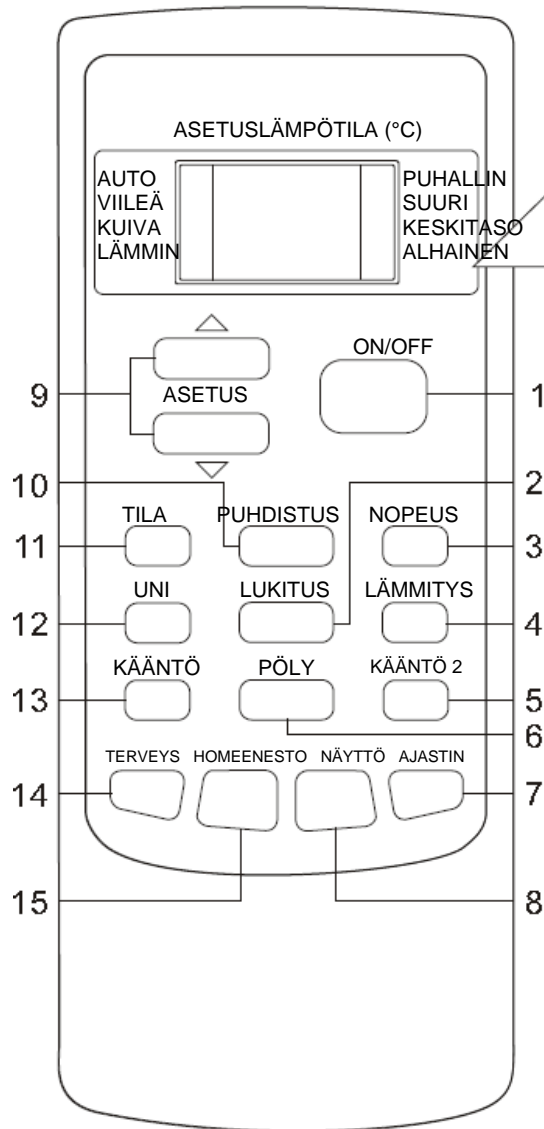 ASETUSLÄMPÖTILA (°C)
AUTO PUHALLIN
VIILEÄ SUURI
KUIVA KESKITASO
LÄMMIN ALHAINEN
ON/OFF
9 ASETUS 1
10 2
TILA PUHDISTUS NOPEUS
11 3
UNI LUKITUS LÄMMITYS
12 4
KÄÄNTÖ PÖLY KÄÄNTÖ 2
13 5
6
TERVEYS HOMEENESTO NÄYTTÖ AJASTIN
14 7
15 8